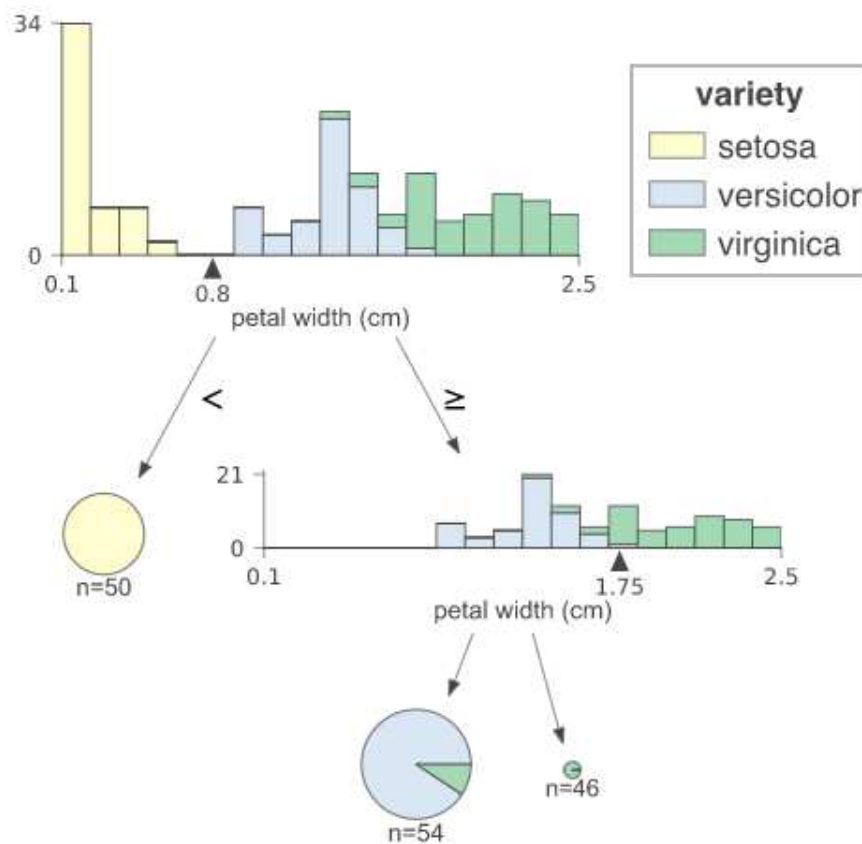 34
0
0.1
0.8
2.5
petal width (cm)
variety
setosa
versicolor
virginica
<
≥
n=50
21
0
0.1
1.75
2.5
petal width (cm)
n=54
n=46